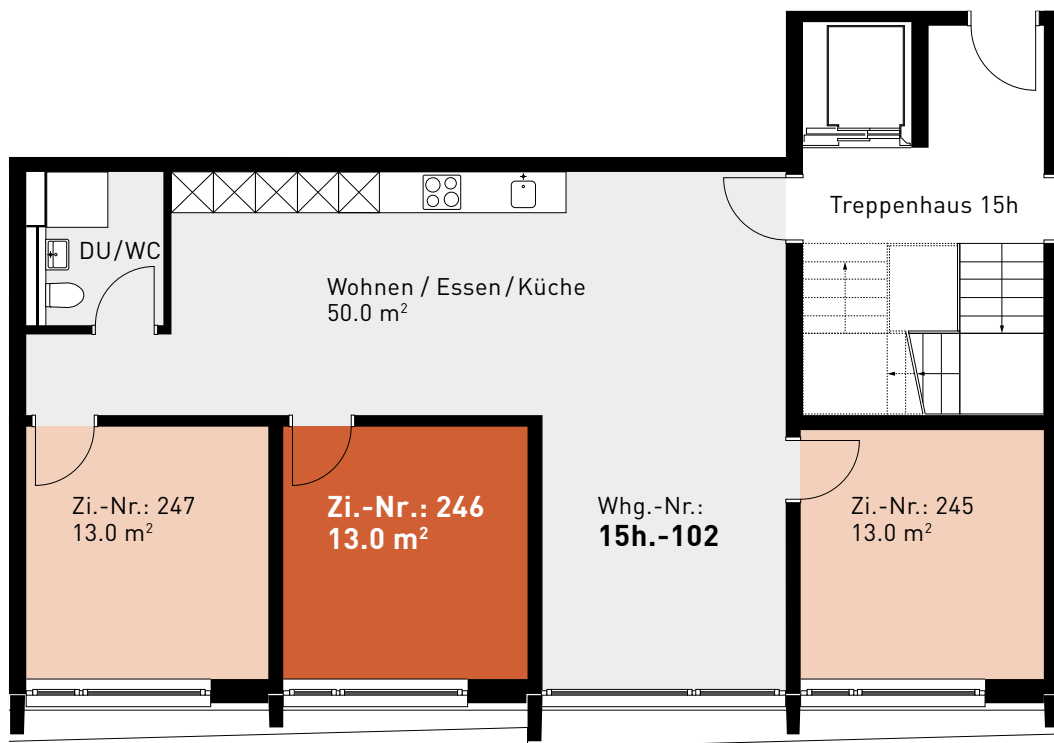 Treppenhaus 15h
DU/WC
Wohnen / Essen/Küche
50.0 m²
Zi.-Nr.: 247
13.0 m²
Zi.-Nr.: 246
13.0 m²
Whg.-Nr.:
15h.-102
Zi.-Nr.: 245
13.0 m²